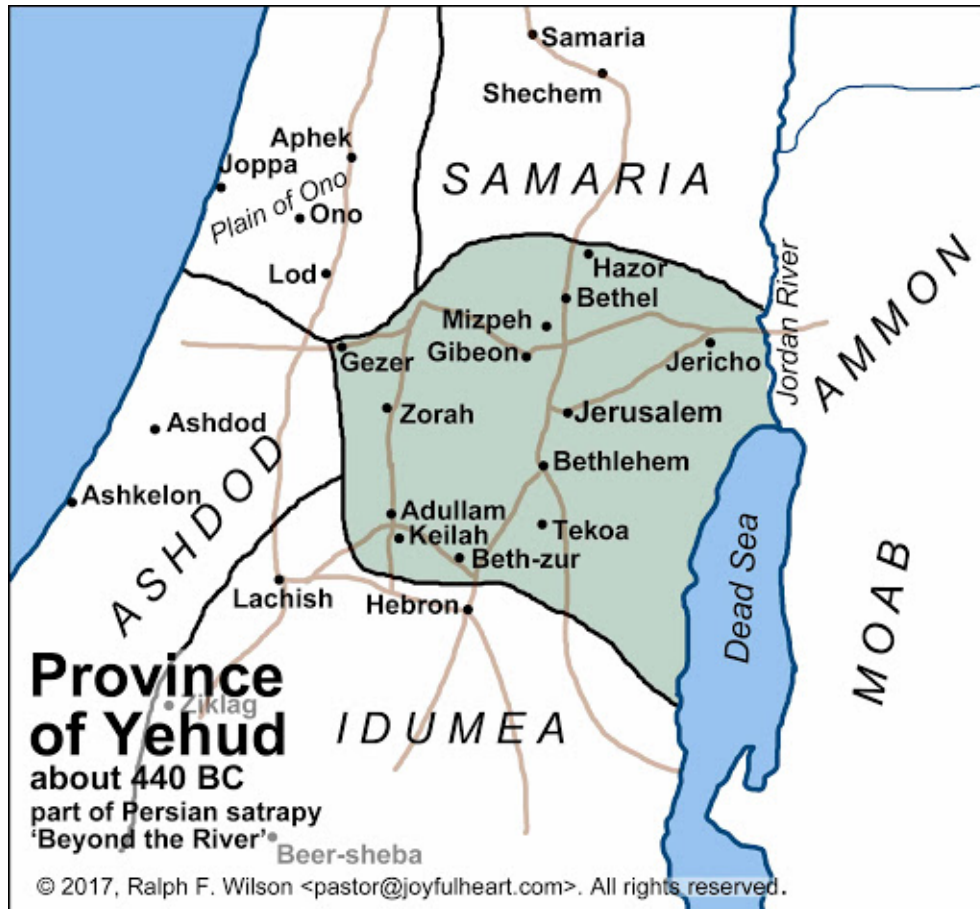 Samaria
Shechem
Aphek
Joppa
SAMARIA
Plain of Ono
Ono
Lod
Hazor
Jordan River
Bethel
AMMON
Mizpeh
Gibeon
Gezer
Jericho
Zorah
Jerusalem
Ashdod
Bethlehem
Ashkelon
ASHDOD
Adullam
Tekoa
Keilah
Beth-zur
Dead Sea
Lachish
Hebron
MOAB
Province
of Yehud
Ziklag
IDUMEA
about 440 BC
part of Persian satrapy
‘Beyond the River’
Beer-sheba
© 2017, Ralph F. Wilson <pastor@joyfulheart.com>. All rights reserved.